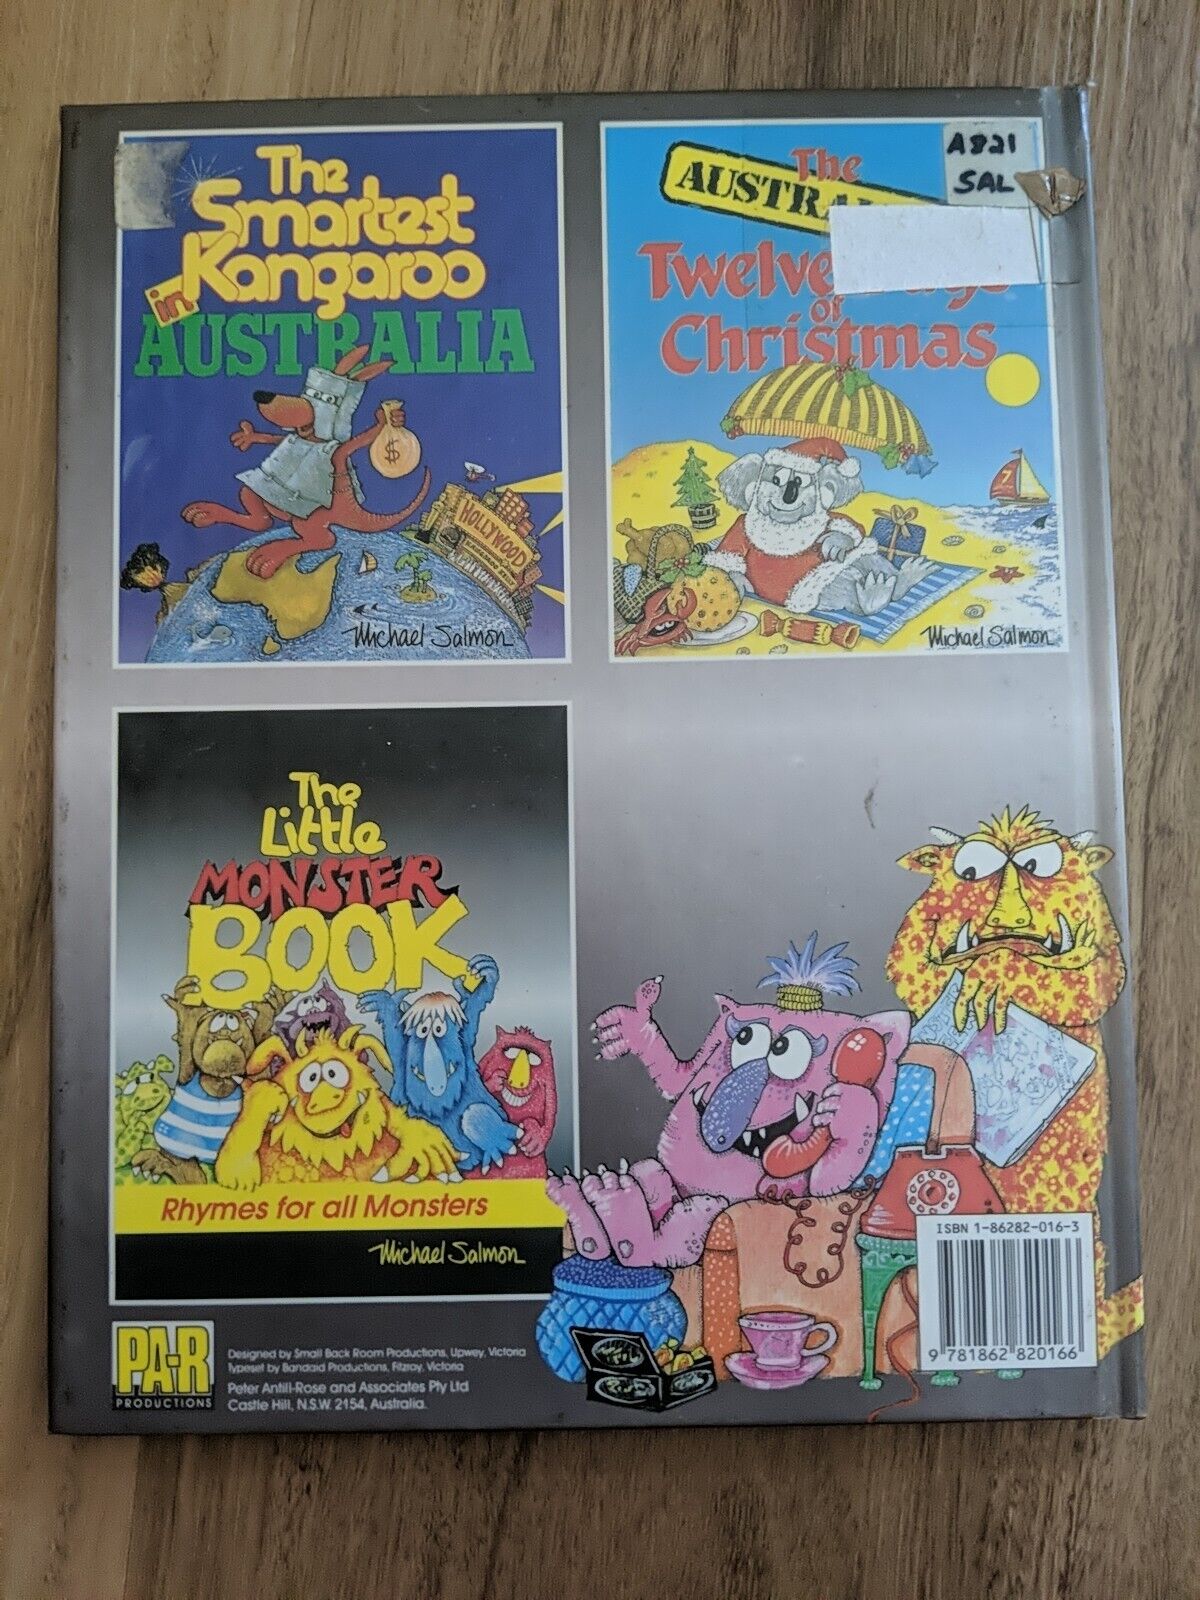 The
Smartest
Kangaroo
in
AUSTRALIA
$
HOLLYWOOD
Michael Salmon
The
A821
SAL
Twelve
of
Christmas
7
Michael Salmon
The
Little
MONSTER
BOOK
Rhymes for all Monsters
Michael Salmon
ISBN 1-86282-016-3
9 781862 820166
PA-R
PRODUCTIONS
Designed by Small Back Room Productions, Upwey, Victoria
Typeset by Bandaid Productions, Fitzroy, Victoria
Peter Antill-Rose and Associates Pty Ltd
Castle Hill, N.S.W. 2154, Australia.